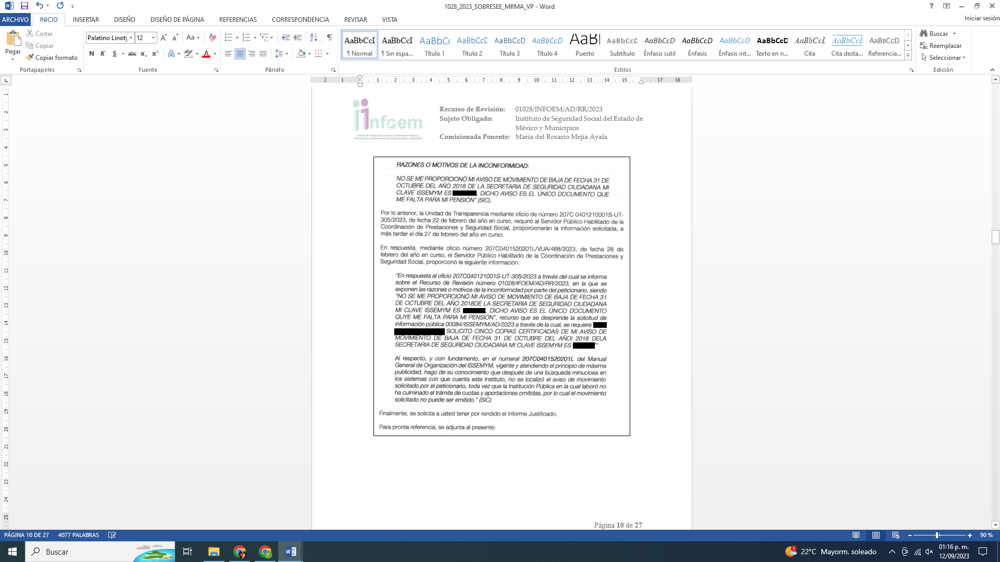 1028_2023_SOBRESEE_MRMA_VP - Word
Iniciar sesión
ARCHIVO INICIO INSERTAR DISEÑO DISEÑO DE PÁGINA REFERENCIAS CORRESPONDENCIA REVISAR VISTA
Pegar
Cortar
Copiar
Copiar formato
Portapapeles
Palatino Linoty 12
N K S abc x₂ x²
Fuente
Párrafo
AaBbCcI AaBbCcI AaBbCc AaBbCcD AaBbCcD AaBbCcD AaBl AaBbCcD AaBbCcD AaBbCcD AaBbCcD AaBbCcD AaBbCcI AaBbCcI AaBbCcD
¶ Normal ¶ Sin espa... Título 1 Título 2 Título 3 Título 4 Puesto Subtítulo Énfasis sutil Énfasis Énfasis int... Texto en n... Cita Cita desta... Referencia...
Estilos
Buscar
Reemplazar
Seleccionar
Edición
2 1 1 2 3 4 5 6 7 8 9 10 11 12 13 14 15 17 18
1
2
3
4
5
6
7
8
9
10
11
12
13
14
15
16
17
18
19
20
21
22
23
24
25
infoem
Instituto de Transparencia, Acceso a la Información Pública y
Protección de Datos Personales del Estado de México y Municipios
Recurso de Revisión: 01028/INFOEM/AD/RR/2023
Sujeto Obligado: Instituto de Seguridad Social del Estado de
México y Municipios
Comisionada Ponente: María del Rosario Mejía Ayala
RAZONES O MOTIVOS DE LA INCONFORMIDAD:
NO SE ME PROPORCIONÓ MI AVISO DE MOVIMIENTO DE BAJA DE FECHA 31 DE
OCTUBRE DEL AÑO 2018 DE LA SECRETARIA DE SEGURIDAD CIUDADANA MI
CLAVE ISSEMYM ES , DICHO AVISO ES EL ÚNICO DOCUMENTO QUE
ME FALTA PARA MI PENSIÓN" (SIC).
Por lo anterior, la Unidad de Transparencia mediante oficio de número 207C 0401210001S-UT-
305/2023, de fecha 22 de febrero del año en curso, requirió al Servidor Público Habilitado de la
Coordinación de Prestaciones y Seguridad Social, proporcionarán la información solicitada, a
más tardar el día 27 de febrero del año en curso.
En respuesta, mediante oficio número 207C0401520201L/VUA/468/2023, de fecha 28 de
febrero del año en curso, el Servidor Público Habilitado de la Coordinación de Prestaciones y
Seguridad Social, proporcionó la siguiente información:
"En respuesta al oficio 207C040121001S-UT-305/2023 a través del cual se informa
sobre el Recurso de Revisión número 01028/IFOEM/AD/RR/2023, en la que se
exponen las razones o motivos de la inconformidad por parte del peticionario, siendo
"NO SE ME PROPORCIONÓ MI AVISO DE MOVIMIENTO DE BAJA DE FECHA 31
DE OCTUBRE DEL AÑO 2018DE LA SECRETARIA DE SEGURIDAD CIUDADANA
MI CLAVE ISSEMYM ES , DICHO AVISO ES EL ÚNICO DOCUMENTO
QUYE ME FALTA PARA MI PENSIÓN", recurso que se desprende la solicitud de
información pública 00084/ISSEMYM/AD/2023 a través de la cual, se requiere
SOLICITO CINCO COPIAS CERTIFICADAS DE MI AVISO DE
MOVIMIENTO DE BAJA DE FECHA 31 DE OCTUBRE DEL AÑOI 2018 DELA
SECRETARIA DE SEGURIDAD CIUDADANA MI CLAVE ISSEMYM ES ""
Al respecto, y con fundamento, en el numeral 207C0401520201L del Manual
General de Organización del ISSEMYM, vigente y atendiendo el principio de máxima
publicidad, hago de su conocimiento que después de una búsqueda minuciosa en
los sistemas con que cuenta este Instituto, no se localizó el aviso de movimiento
solicitado por el peticionario, toda vez que la Institución Pública en la cual laboró no
ha culminado el trámite de cuotas y aportaciones omitidas, por lo cual el movimiento
solicitado no puede ser emitido." (SIC)
Finalmente, se solicita a usted tener por rendido el Informe Justificado.
Para pronta referencia, se adjunta al presente:
Página 10 de 27
PÁGINA 10 DE 27 4077 PALABRAS
90 %
Buscar
22°C Mayorm. soleado
01:16 p. m.
12/09/2023